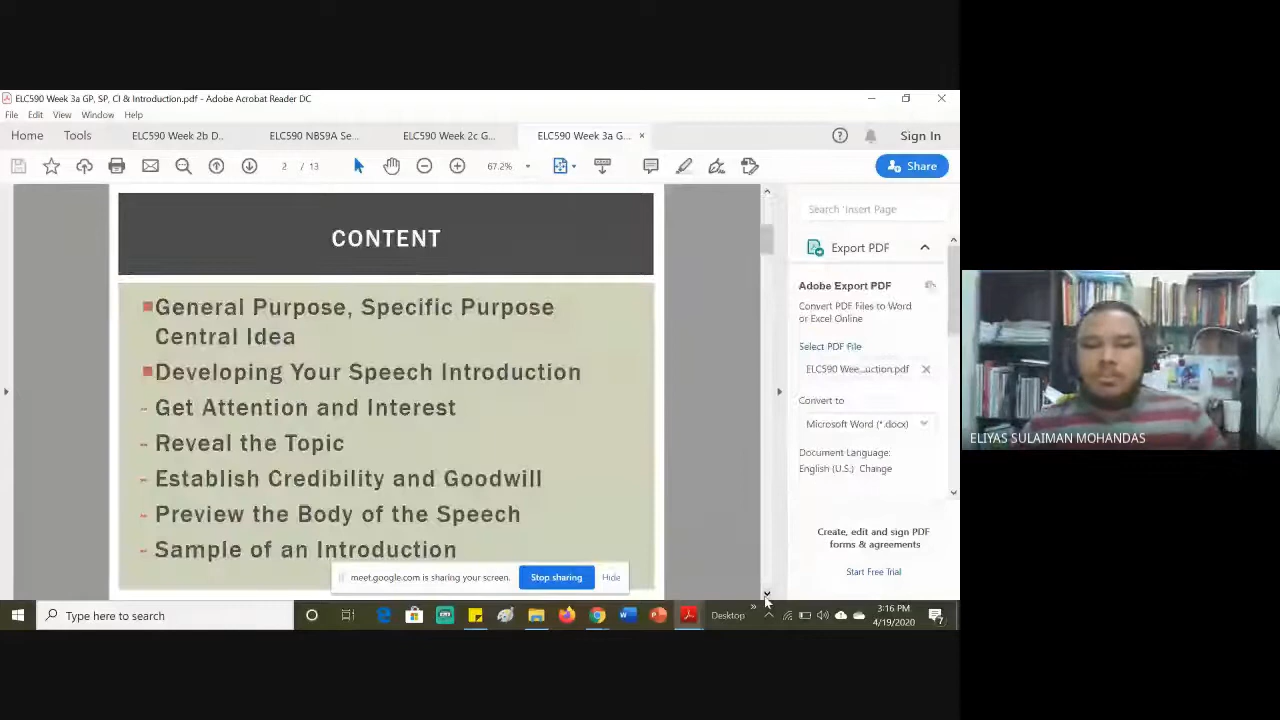 ELC590 Week 3a GP, SP, CI & Introduction.pdf - Adobe Acrobat Reader DC
File Edit View Window Help
Home Tools ELC590 Week 2b D... ELC590 NBS9A Se... ELC590 Week 2c G... ELC590 Week 3a G... × Sign In
2 / 13 67.2% Share
CONTENT
General Purpose, Specific Purpose
Central Idea
Developing Your Speech Introduction
- Get Attention and Interest
- Reveal the Topic
- Establish Credibility and Goodwill
- Preview the Body of the Speech
- Sample of an Introduction
Search 'Insert Page
Export PDF
Adobe Export PDF
Convert PDF Files to Word
or Excel Online
Select PDF File
ELC590 Wee...uction.pdf
Convert to
Microsoft Word (*.docx)
Document Language:
English (U.S.) Change
Create, edit and sign PDF
forms & agreements
Start Free Trial
meet.google.com is sharing your screen. Stop sharing Hide
Type here to search
Desktop
3:16 PM
4/19/2020
7
ELIYAS SULAIMAN MOHANDAS